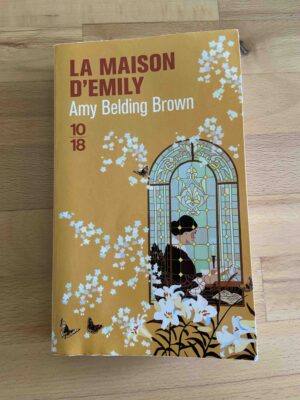 LA MAISON
D'EMILY
Amy Belding Brown
10
18